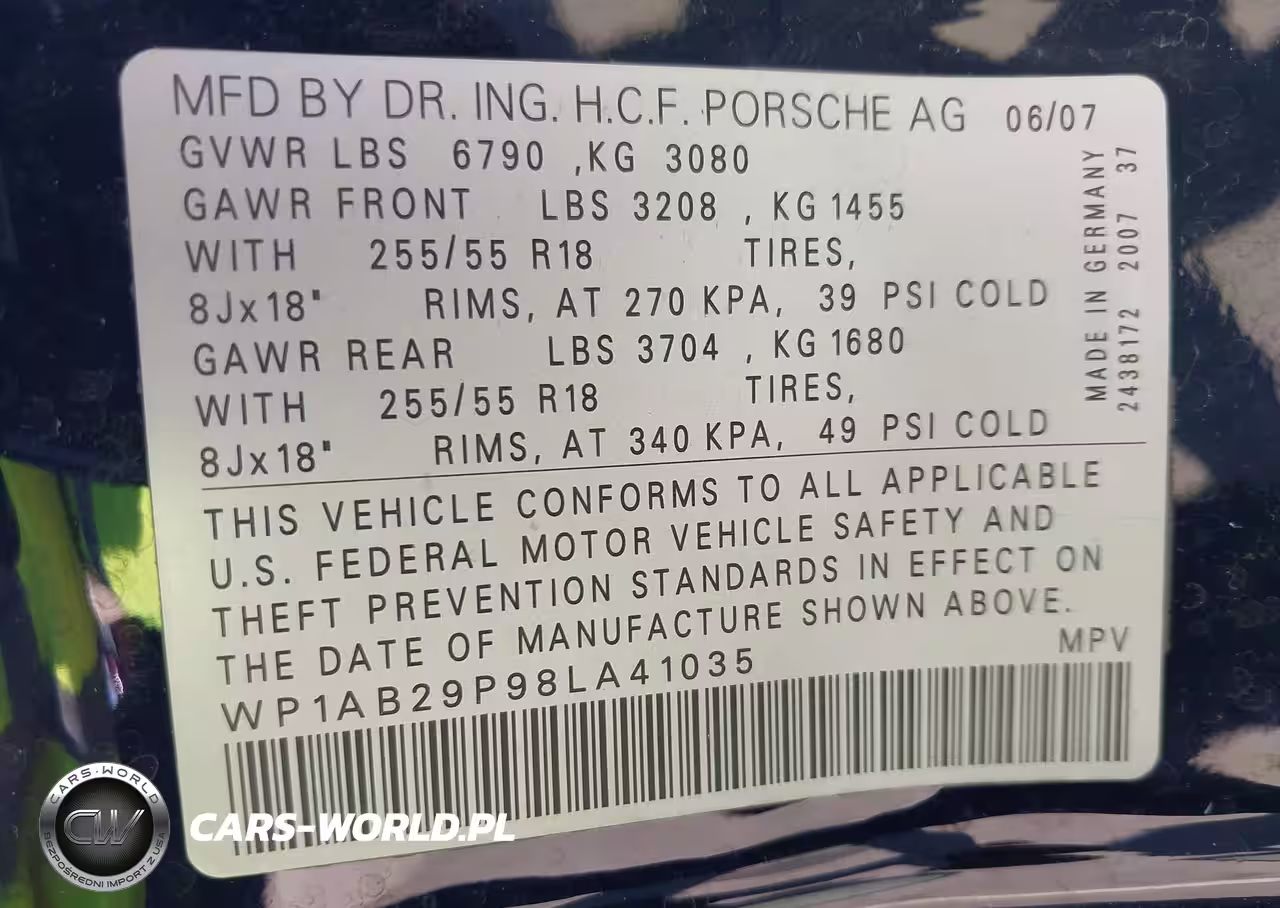 MFD BY DR. ING. H.C.F. PORSCHE AG 06/07
GVWR LBS 6790 ,KG 3080
GAWR FRONT LBS 3208 , KG 1455
WITH 255/55 R18 TIRES,
8Jx18" RIMS, AT 270 KPA, 39 PSI COLD
GAWR REAR LBS 3704 , KG 1680
WITH 255/55 R18 TIRES,
8Jx18" RIMS, AT 340 KPA, 49 PSI COLD
MADE IN GERMANY
2438172 2007 37
THIS VEHICLE CONFORMS TO ALL APPLICABLE
U.S. FEDERAL MOTOR VEHICLE SAFETY AND
THEFT PREVENTION STANDARDS IN EFFECT ON
THE DATE OF MANUFACTURE SHOWN ABOVE.
WP1AB29P98LA41035 MPV
CARS-WORLD
CW
BEZPOŚREDNI IMPORT Z USA
CARS-WORLD.PL